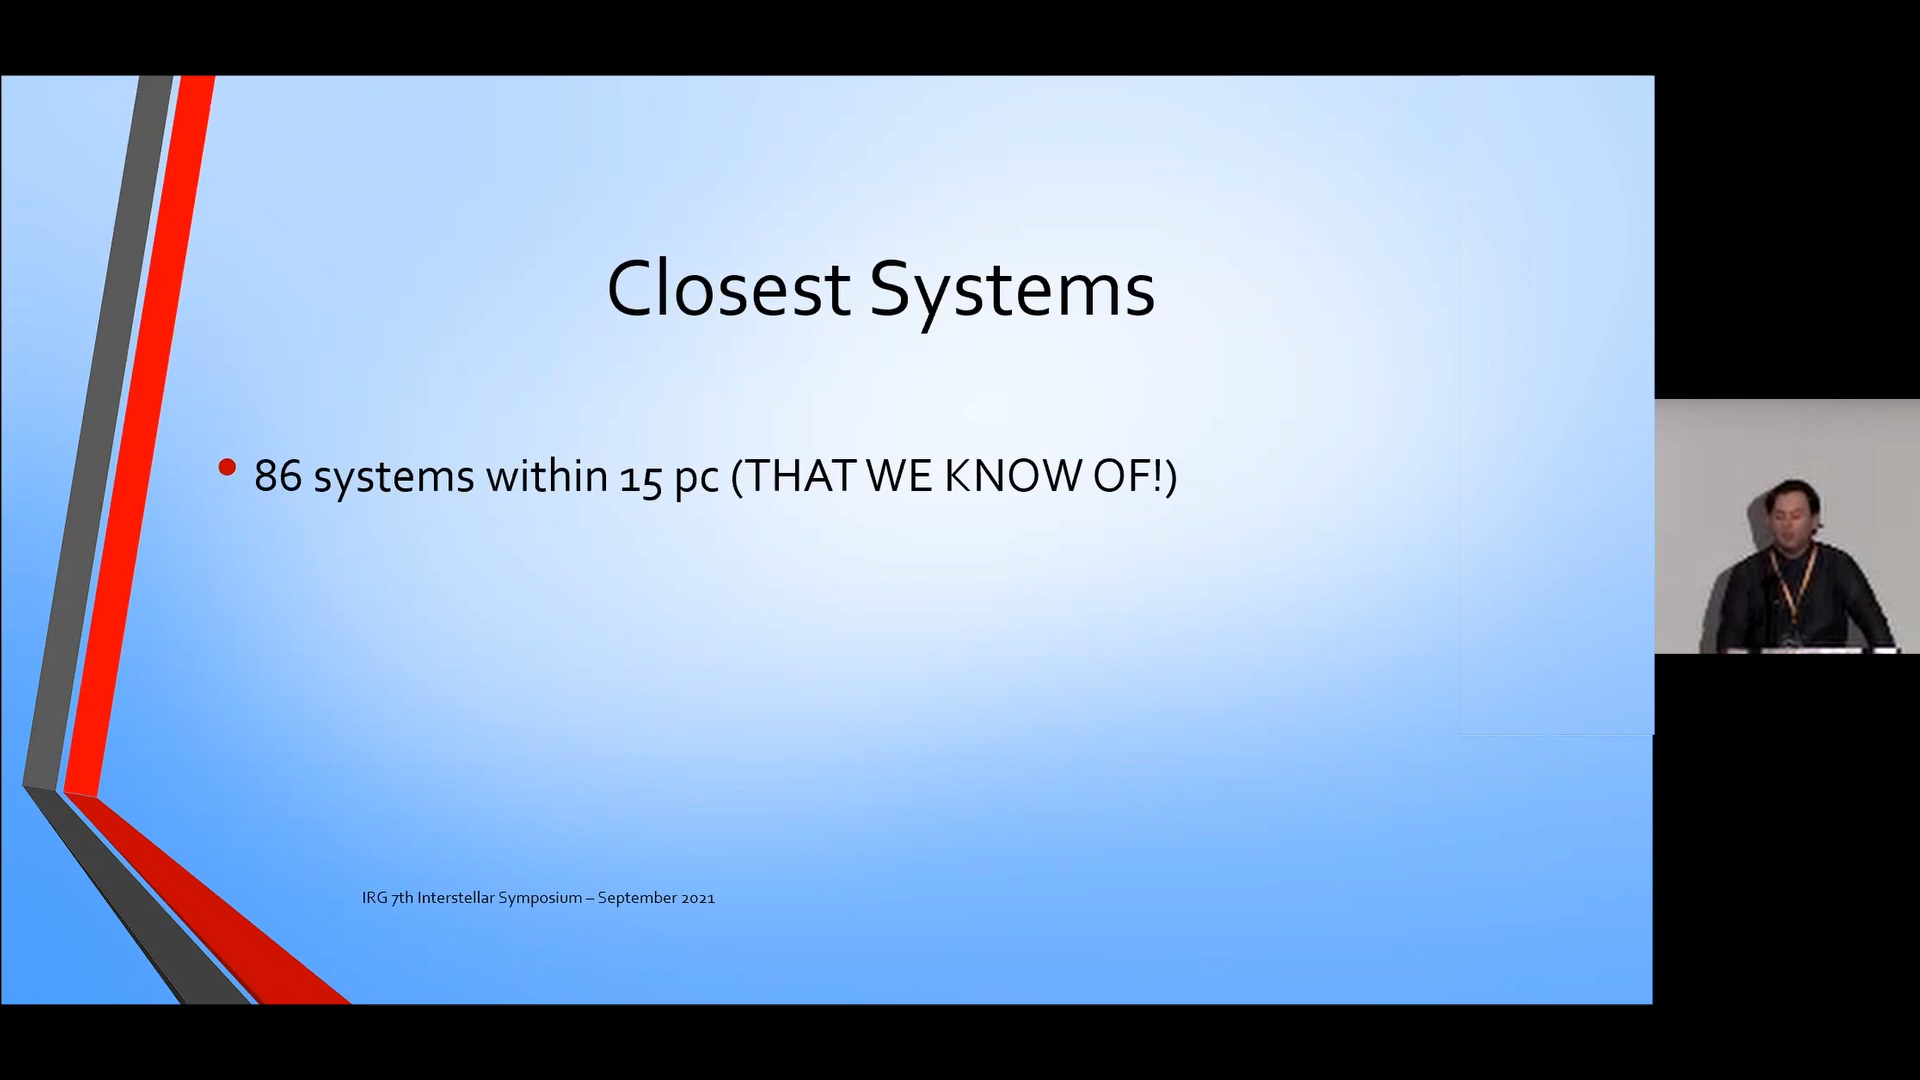 Closest Systems
86 systems within 15 pc (THAT WE KNOW OF!)
IRG 7th Interstellar Symposium – September 2021